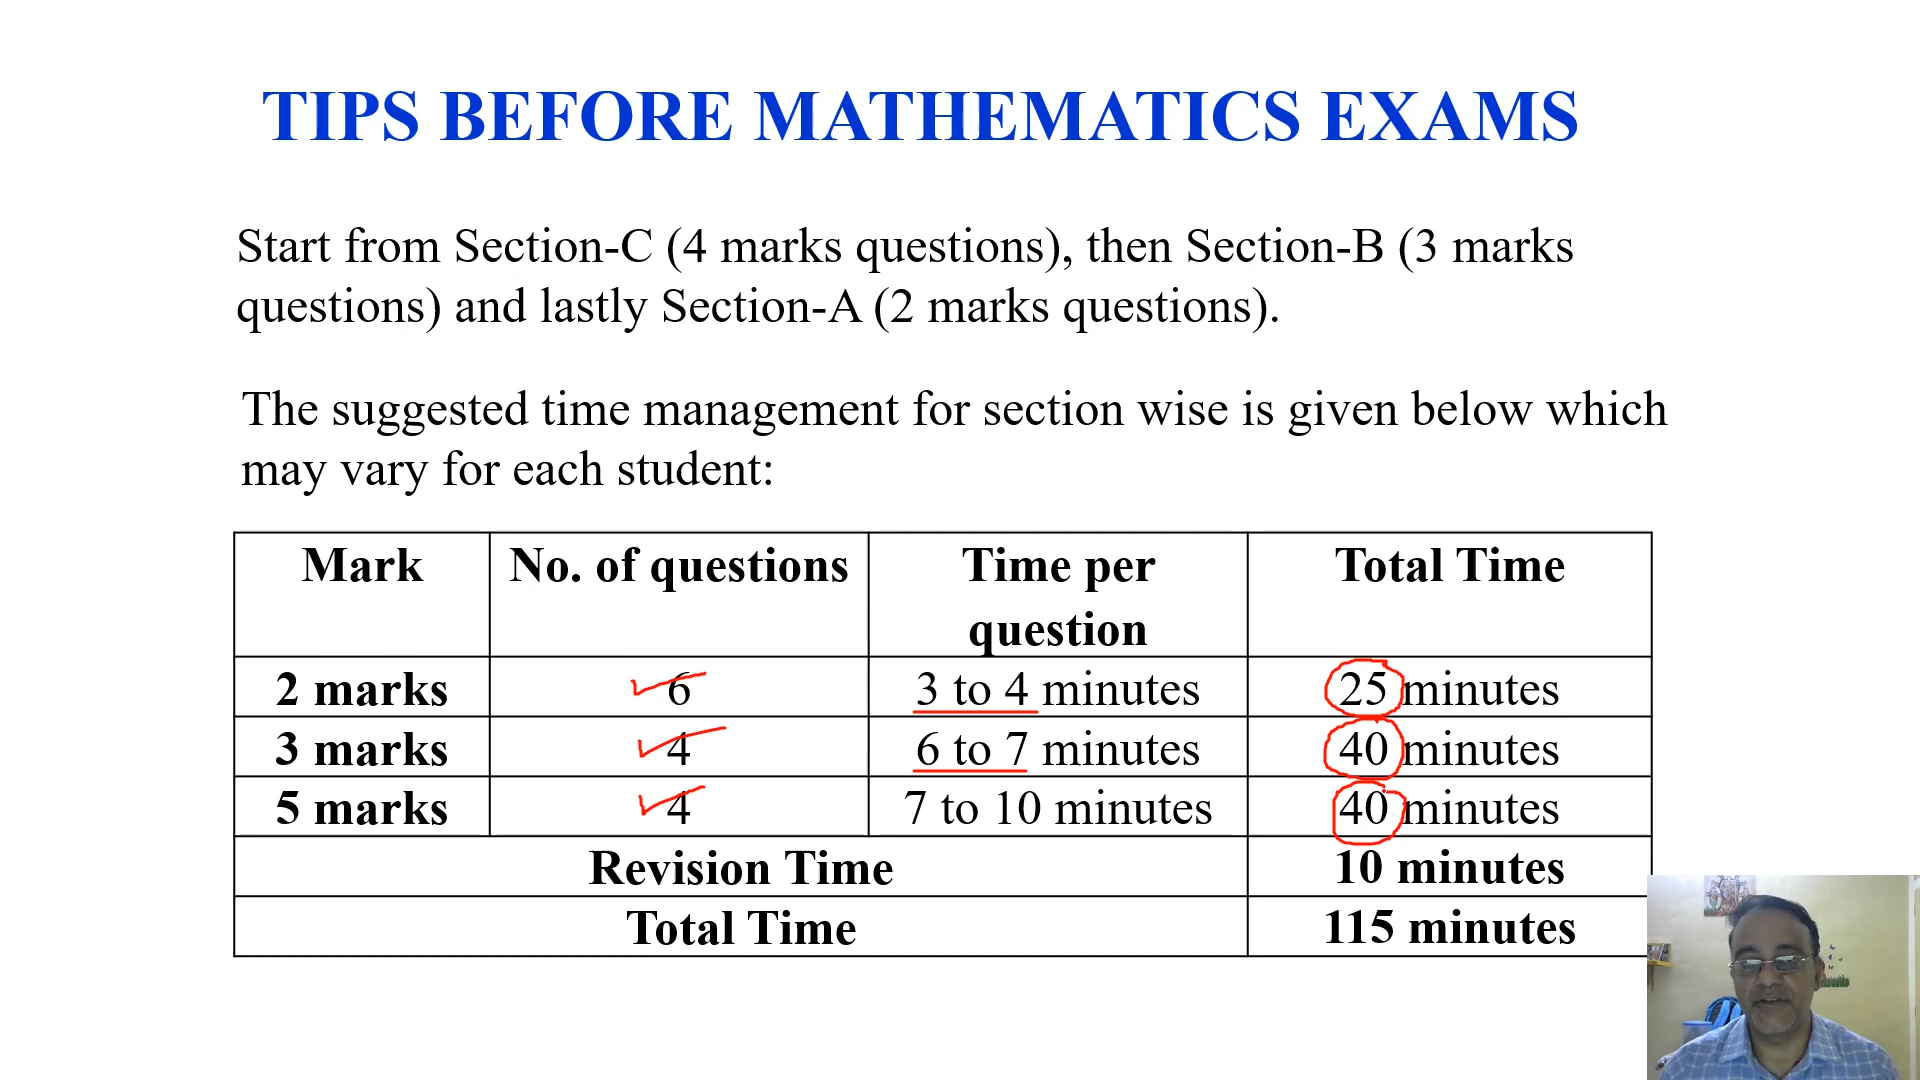 TIPS BEFORE MATHEMATICS EXAMS
Start from Section-C (4 marks questions), then Section-B (3 marks
questions) and lastly Section-A (2 marks questions).
The suggested time management for section wise is given below which
may vary for each student:
Mark No. of questions Time per question Total Time
2 marks 6 3 to 4 minutes 25 minutes
3 marks 4 6 to 7 minutes 40 minutes
5 marks 4 7 to 10 minutes 40 minutes
Revision Time 10 minutes
Total Time 115 minutes